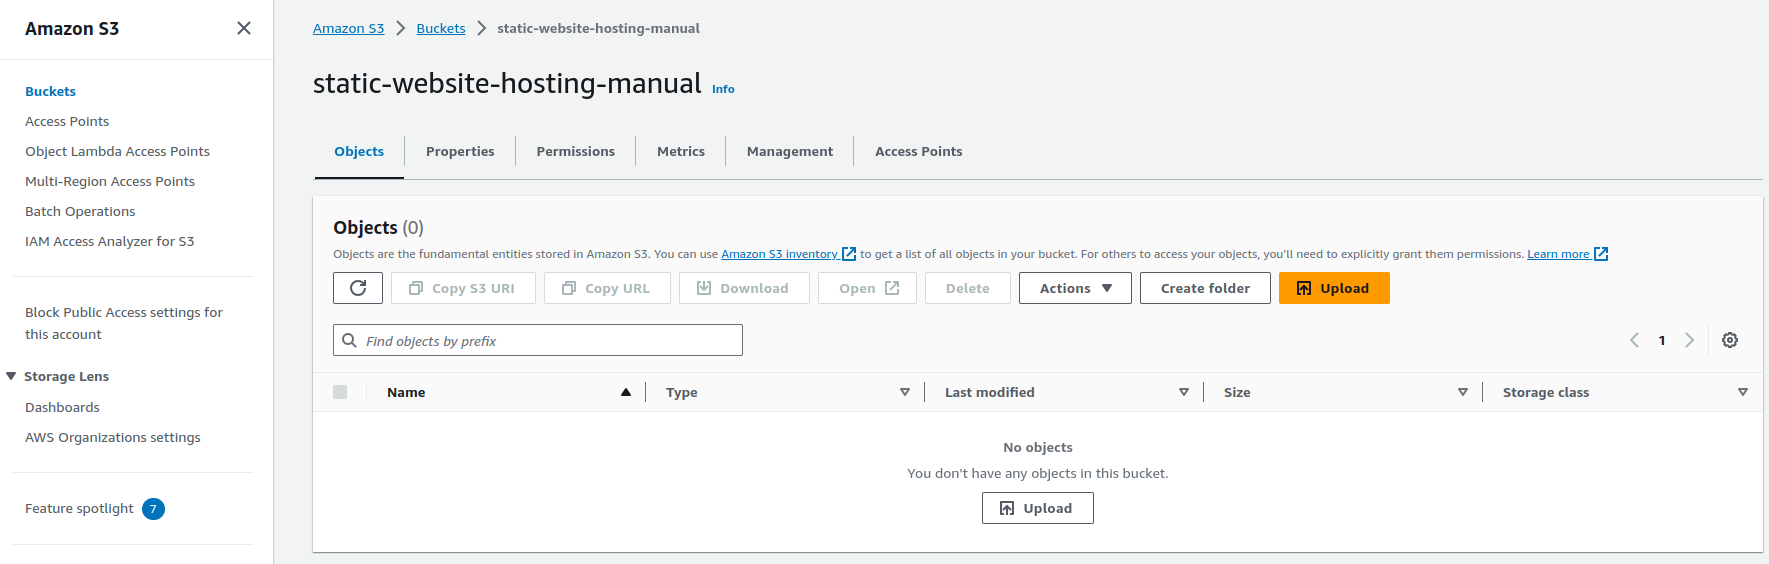 Amazon S3
Buckets
Access Points
Object Lambda Access Points
Multi-Region Access Points
Batch Operations
IAM Access Analyzer for S3
Block Public Access settings for
this account
Storage Lens
Dashboards
AWS Organizations settings
Feature spotlight 7
Amazon S3 Buckets static-website-hosting-manual
static-website-hosting-manual Info
Objects Properties Permissions Metrics Management Access Points
Objects (0)
Objects are the fundamental entities stored in Amazon S3. You can use Amazon S3 inventory to get a list of all objects in your bucket. For others to access your objects, you'll need to explicitly grant them permissions. Learn more
Copy S3 URI Copy URL Download Open Delete Actions Create folder Upload
Find objects by prefix 1
Name Type Last modified Size Storage class
No objects
You don't have any objects in this bucket.
Upload